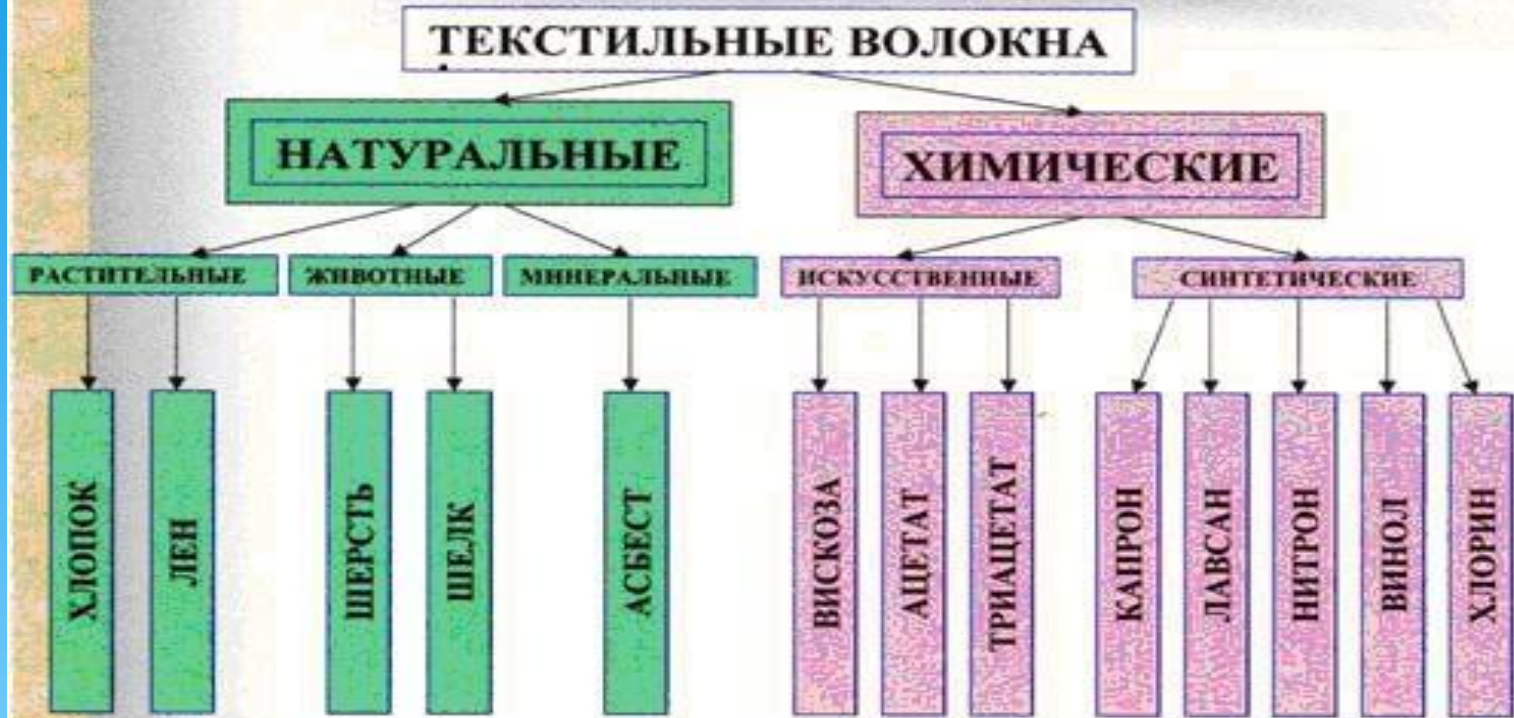 ТЕКСТИЛЬНЫЕ ВОЛОКНА
НАТУРАЛЬНЫЕ
ХИМИЧЕСКИЕ
РАСТИТЕЛЬНЫЕ
ЖИВОТНЫЕ
МИНЕРАЛЬНЫЕ
ИСКУССТВЕННЫЕ
СИНТЕТИЧЕСКИЕ
ХЛОПОК
ЛЕН
ШЕРСТЬ
ШЕЛК
АСБЕСТ
ВИСКОЗА
АЦЕТАТ
ТРИАЦЕТАТ
КАПРОН
ЛАВСАН
НИТРОН
ВИНОЛ
ХЛОРИН